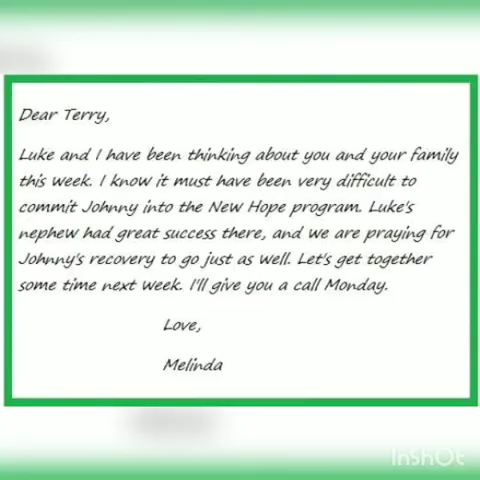 Dear Terry,
Luke and I have been thinking about you and your family
this week. I know it must have been very difficult to
commit Johnny into the New Hope program. Luke's
nephew had great success there, and we are praying for
Johnny's recovery to go just as well. Let's get together
some time next week. I'll give you a call Monday.
Love,
Melinda
InShOt